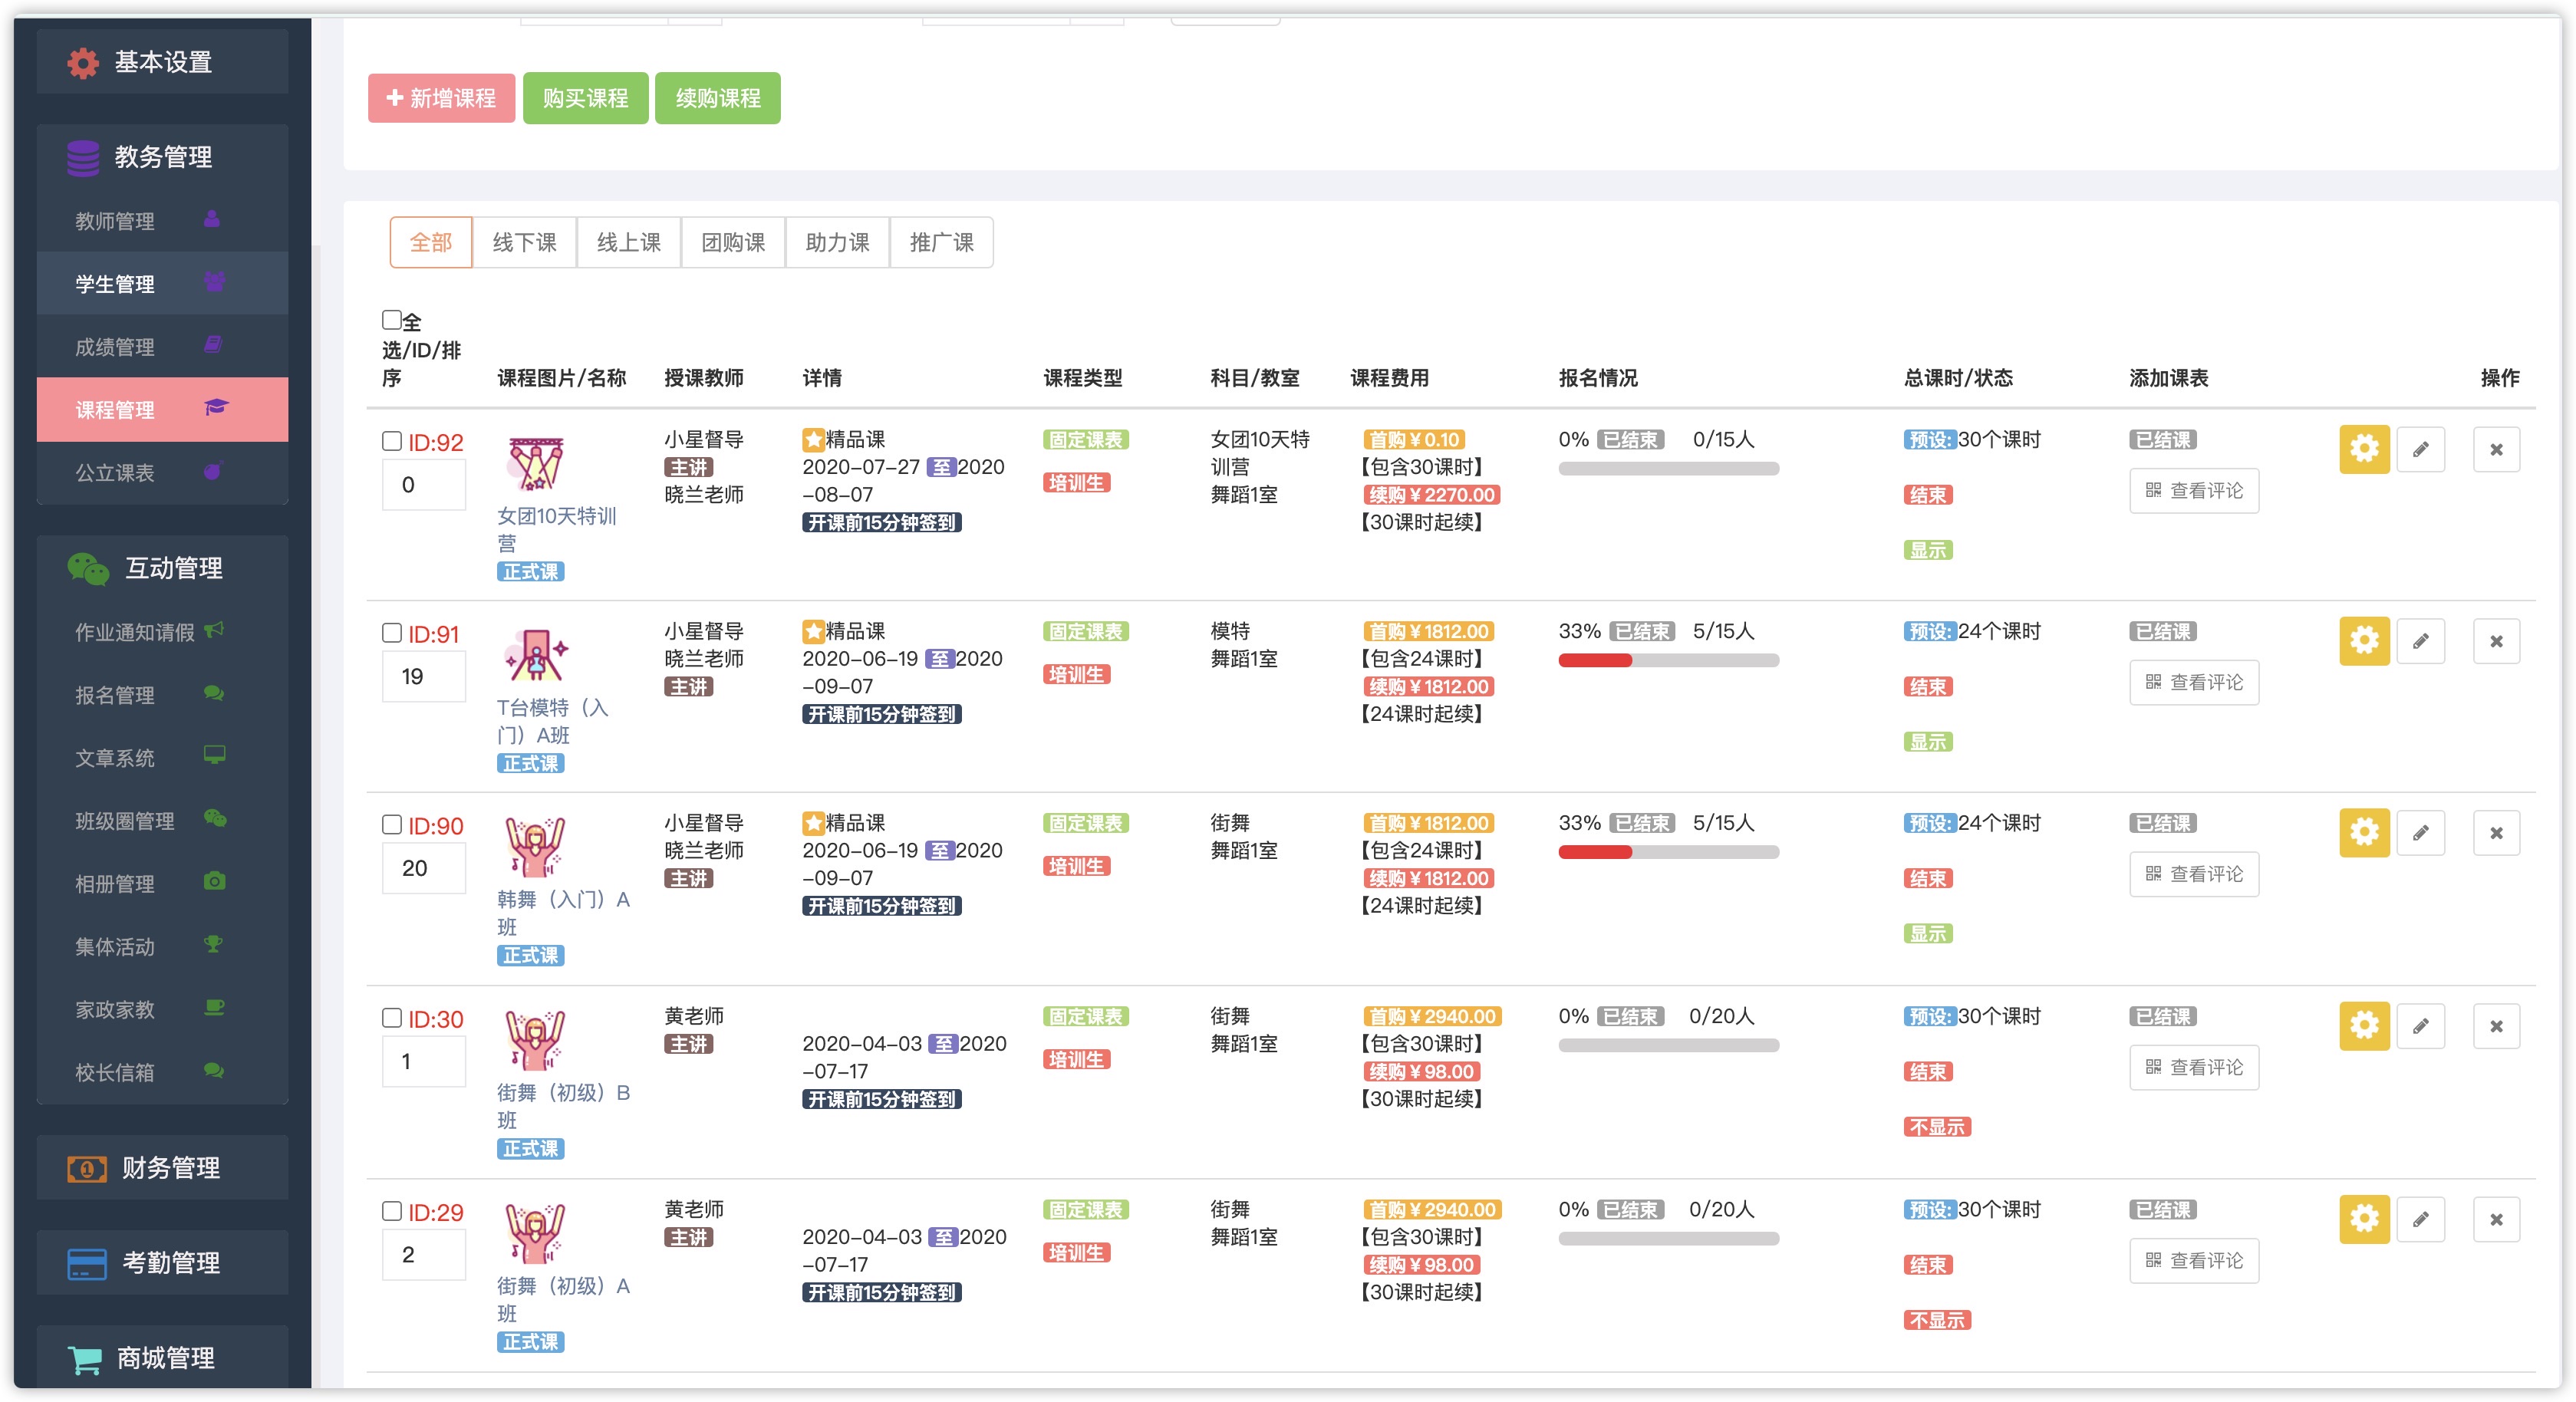 基本设置
教务管理
教师管理
学生管理
成绩管理
课程管理
公立课表
互动管理
作业通知请假
报名管理
文章系统
班级圈管理
相册管理
集体活动
家政家教
校长信箱
财务管理
考勤管理
商城管理
新增课程 购买课程 续购课程
全部 线下课 线上课 团购课 助力课 推广课
全
选/ID/排
序 课程图片/名称 授课教师 详情 课程类型 科目/教室 课程费用 报名情况 总课时/状态 添加课表 操作
ID:92
0
女团10天特训
营
正式课
小星督导
主讲
晓兰老师
精品课
2020-07-27 至2020
-08-07
开课前15分钟签到
固定课表
培训生
女团10天特
训营
舞蹈1室
首购¥0.10
【包含30课时】
续购¥2270.00
【30课时起续】
0% 已结束 0/15人
预设:30个课时
结束
显示
已结课
查看评论
ID:91
19
T台模特（入
门）A班
正式课
小星督导
晓兰老师
主讲
精品课
2020-06-19 至2020
-09-07
开课前15分钟签到
固定课表
培训生
模特
舞蹈1室
首购¥1812.00
【包含24课时】
续购¥1812.00
【24课时起续】
33% 已结束 5/15人
预设:24个课时
结束
显示
已结课
查看评论
ID:90
20
韩舞（入门）A
班
正式课
小星督导
晓兰老师
主讲
精品课
2020-06-19 至2020
-09-07
开课前15分钟签到
固定课表
培训生
街舞
舞蹈1室
首购¥1812.00
【包含24课时】
续购¥1812.00
【24课时起续】
33% 已结束 5/15人
预设:24个课时
结束
显示
已结课
查看评论
ID:30
1
街舞（初级）B
班
正式课
黄老师
主讲
2020-04-03 至2020
-07-17
开课前15分钟签到
固定课表
培训生
街舞
舞蹈1室
首购¥2940.00
【包含30课时】
续购¥98.00
【30课时起续】
0% 已结束 0/20人
预设:30个课时
结束
不显示
已结课
查看评论
ID:29
2
街舞（初级）A
班
正式课
黄老师
主讲
2020-04-03 至2020
-07-17
开课前15分钟签到
固定课表
培训生
街舞
舞蹈1室
首购¥2940.00
【包含30课时】
续购¥98.00
【30课时起续】
0% 已结束 0/20人
预设:30个课时
结束
不显示
已结课
查看评论